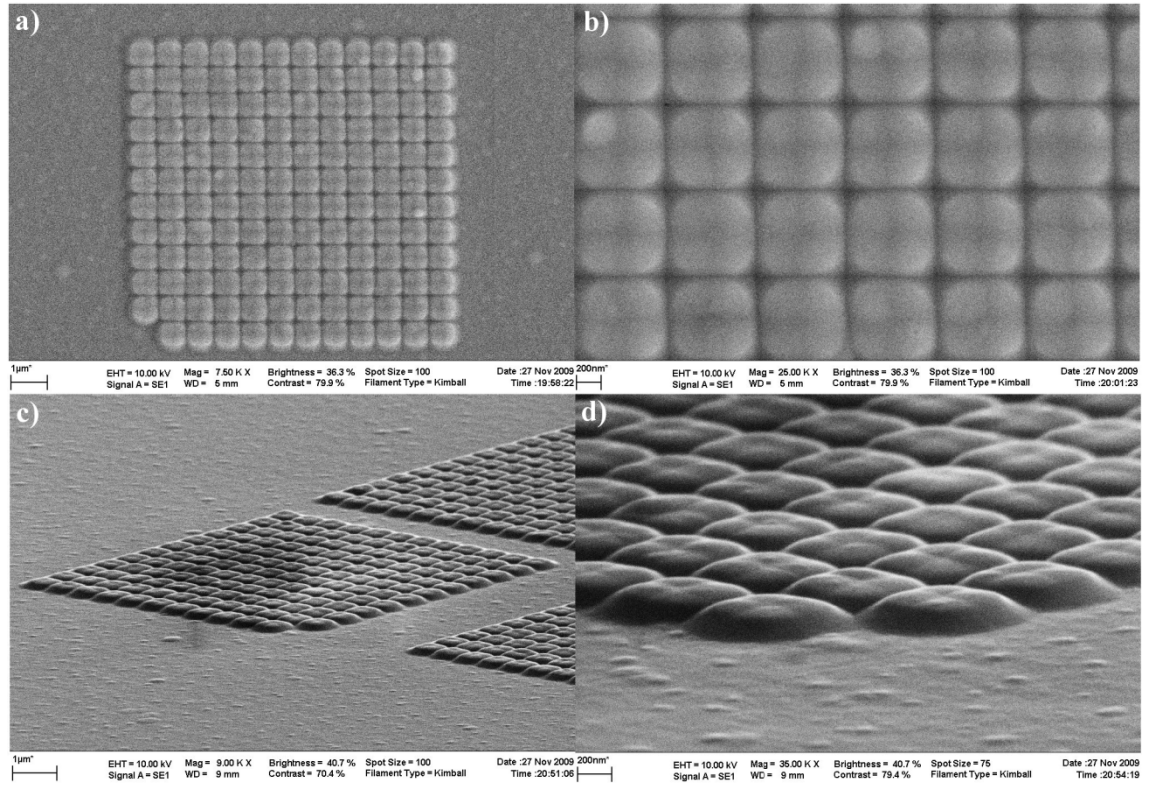 a)
b)
1µm*
EHT = 10.00 kV Mag = 7.50 K X Brightness = 36.3 % Spot Size = 100 Date :27 Nov 2009
Signal A = SE1 WD = 5 mm Contrast = 79.9 % Filament Type = Kimball Time :19:58:22
200nm*
EHT = 10.00 kV Mag = 25.00 K X Brightness = 36.3 % Spot Size = 100 Date :27 Nov 2009
Signal A = SE1 WD = 5 mm Contrast = 79.9 % Filament Type = Kimball Time :20:01:23
c)
d)
1µm*
EHT = 10.00 kV Mag = 9.00 K X Brightness = 40.7 % Spot Size = 100 Date :27 Nov 2009
Signal A = SE1 WD = 9 mm Contrast = 70.4 % Filament Type = Kimball Time :20:51:06
200nm*
EHT = 10.00 kV Mag = 35.00 K X Brightness = 40.7 % Spot Size = 75 Date :27 Nov 2009
Signal A = SE1 WD = 9 mm Contrast = 79.4 % Filament Type = Kimball Time :20:54:19